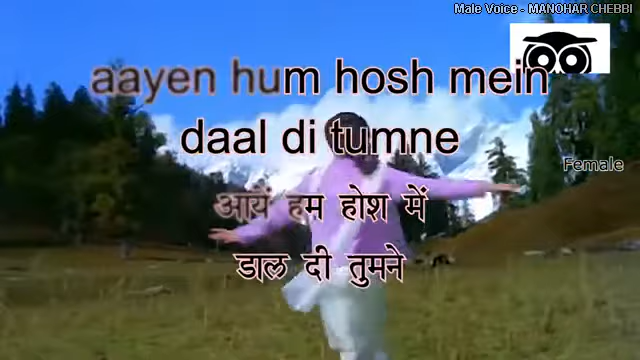 Male Voice - MANOHAR CHEBBI
aayen hum hosh mein
daal di tumne
Female
आयें हम होश में
डाल दी तुमने